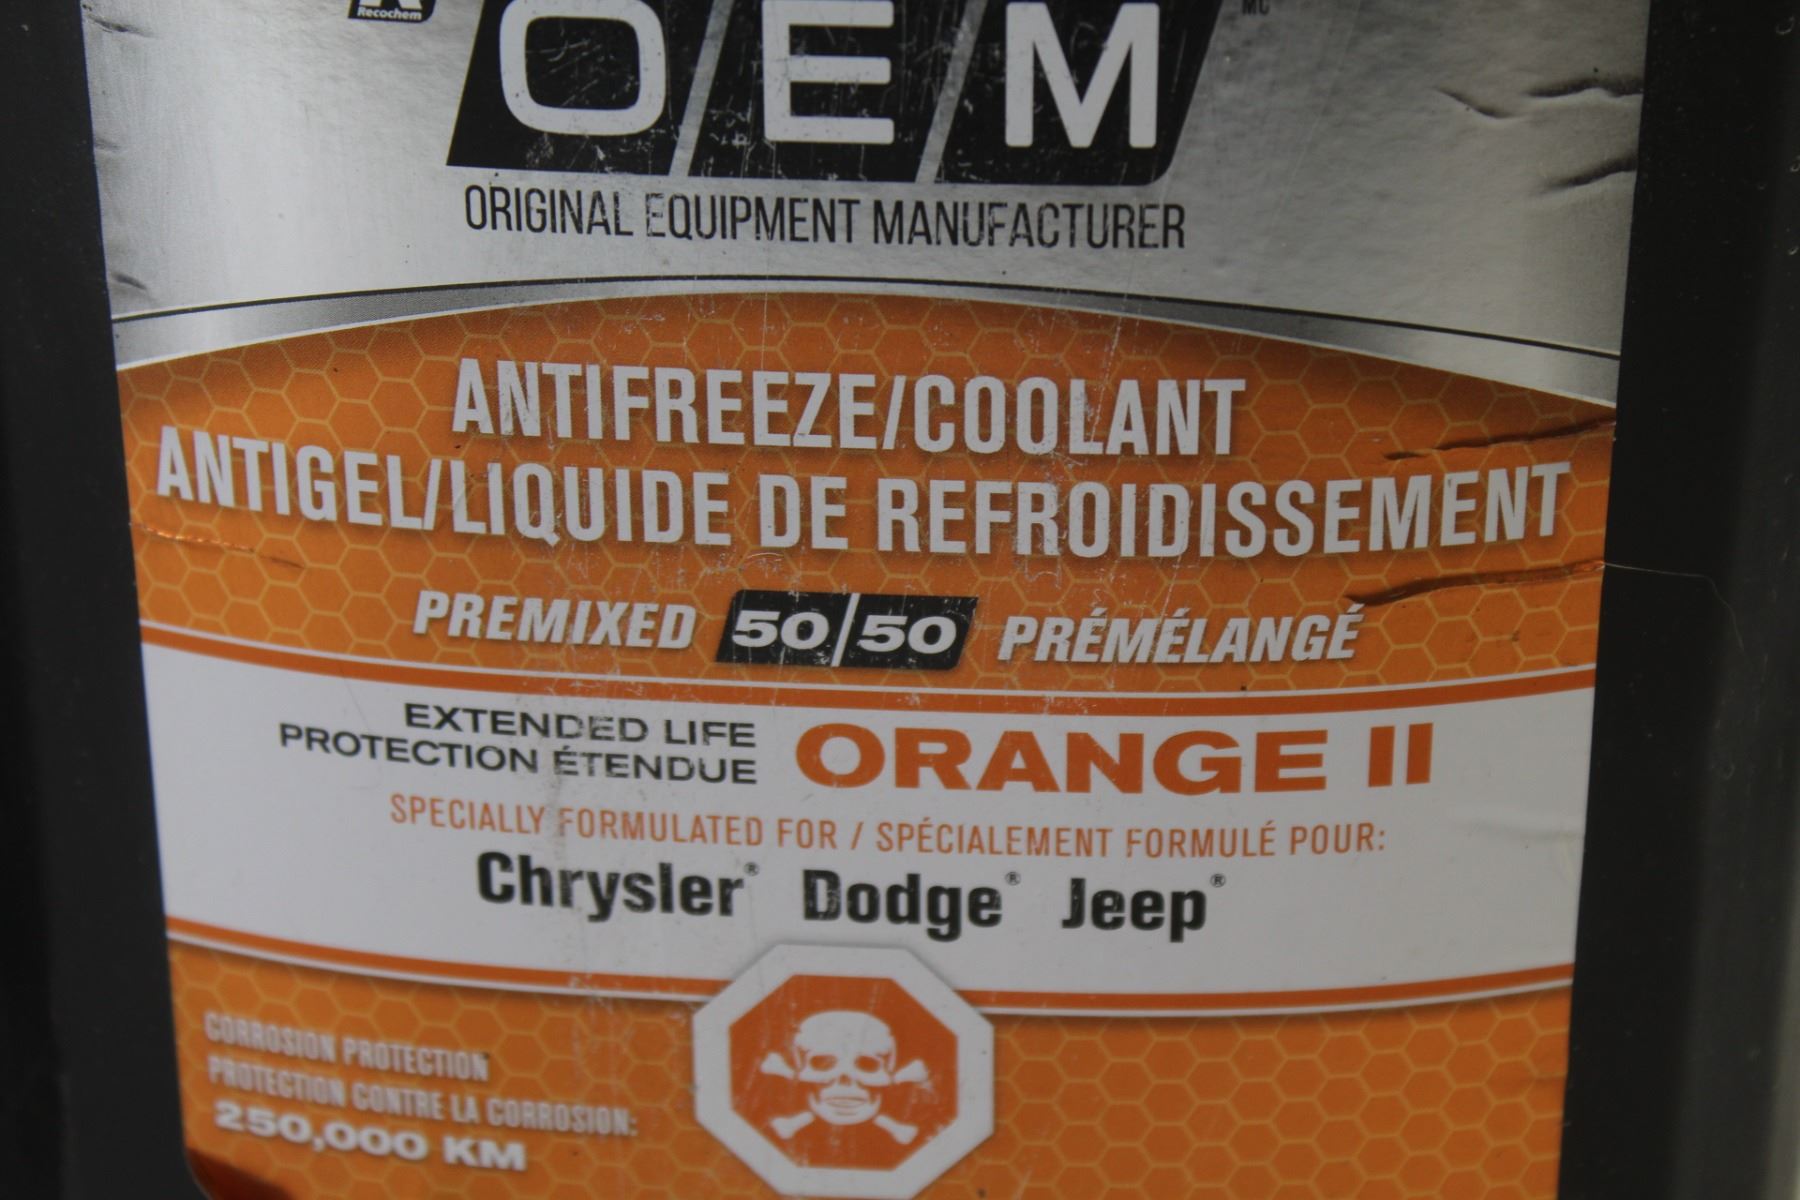 Recochem
OEM
MC
ORIGINAL EQUIPMENT MANUFACTURER
ANTIFREEZE/COOLANT
ANTIGEL/LIQUIDE DE REFROIDISSEMENT
PREMIXED 50/50 PRÉMÉLANGÉ
EXTENDED LIFE
PROTECTION ÉTENDUE
ORANGE II
SPECIALLY FORMULATED FOR / SPÉCIALEMENT FORMULÉ POUR:
Chrysler® Dodge® Jeep®
CORROSION PROTECTION
PROTECTION CONTRE LA CORROSION:
250,000 KM